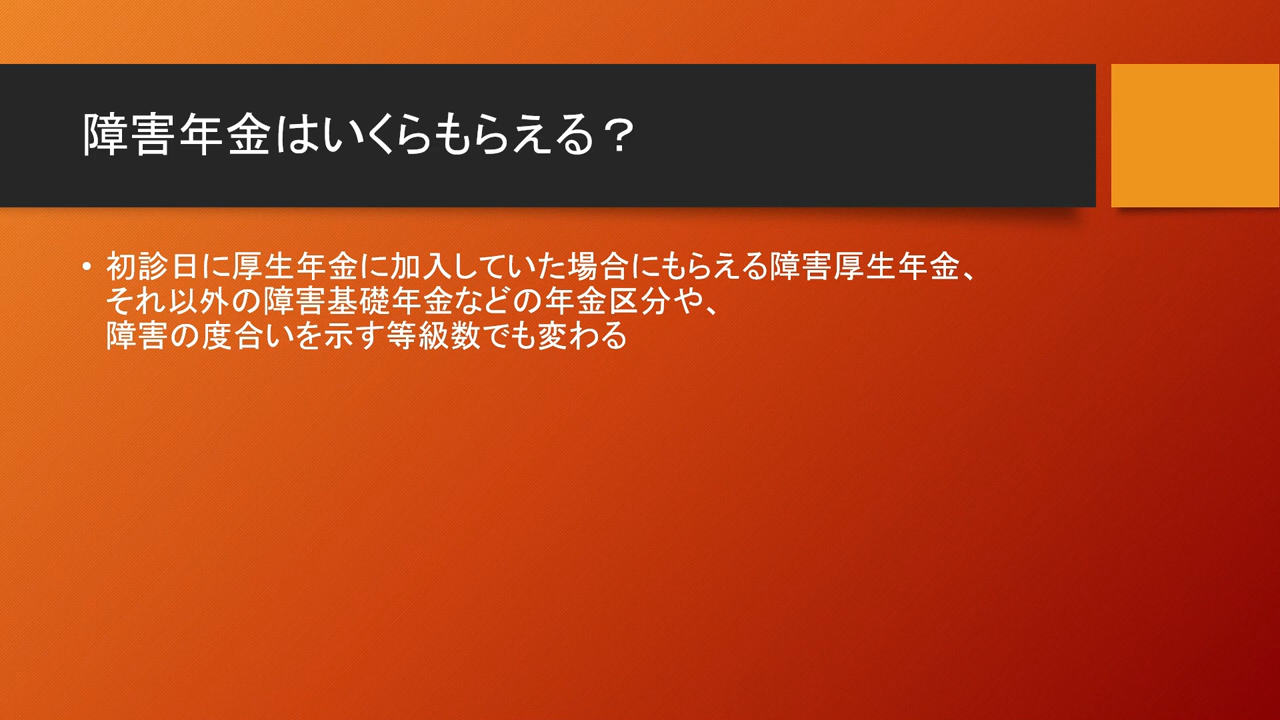 障害年金はいくらもらえる？
• 初診日に厚生年金に加入していた場合にもらえる障害厚生年金、
それ以外の障害基礎年金などの年金区分や、
障害の度合いを示す等級数でも変わる